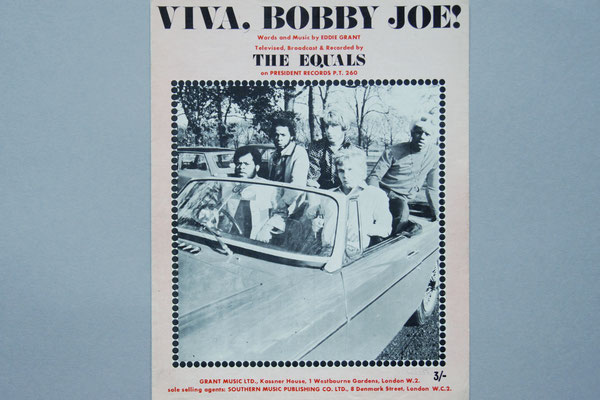 VIVA, BOBBY JOE!
Words and Music by EDDIE GRANT
Televised, Broadcast & Recorded by
THE EQUALS
on PRESIDENT RECORDS P.T. 260
3/-
GRANT MUSIC LTD., Kassner House, 1 Westbourne Gardens, London W.2.
sole selling agents: SOUTHERN MUSIC PUBLISHING CO. LTD., 8 Denmark Street, London W.C.2.